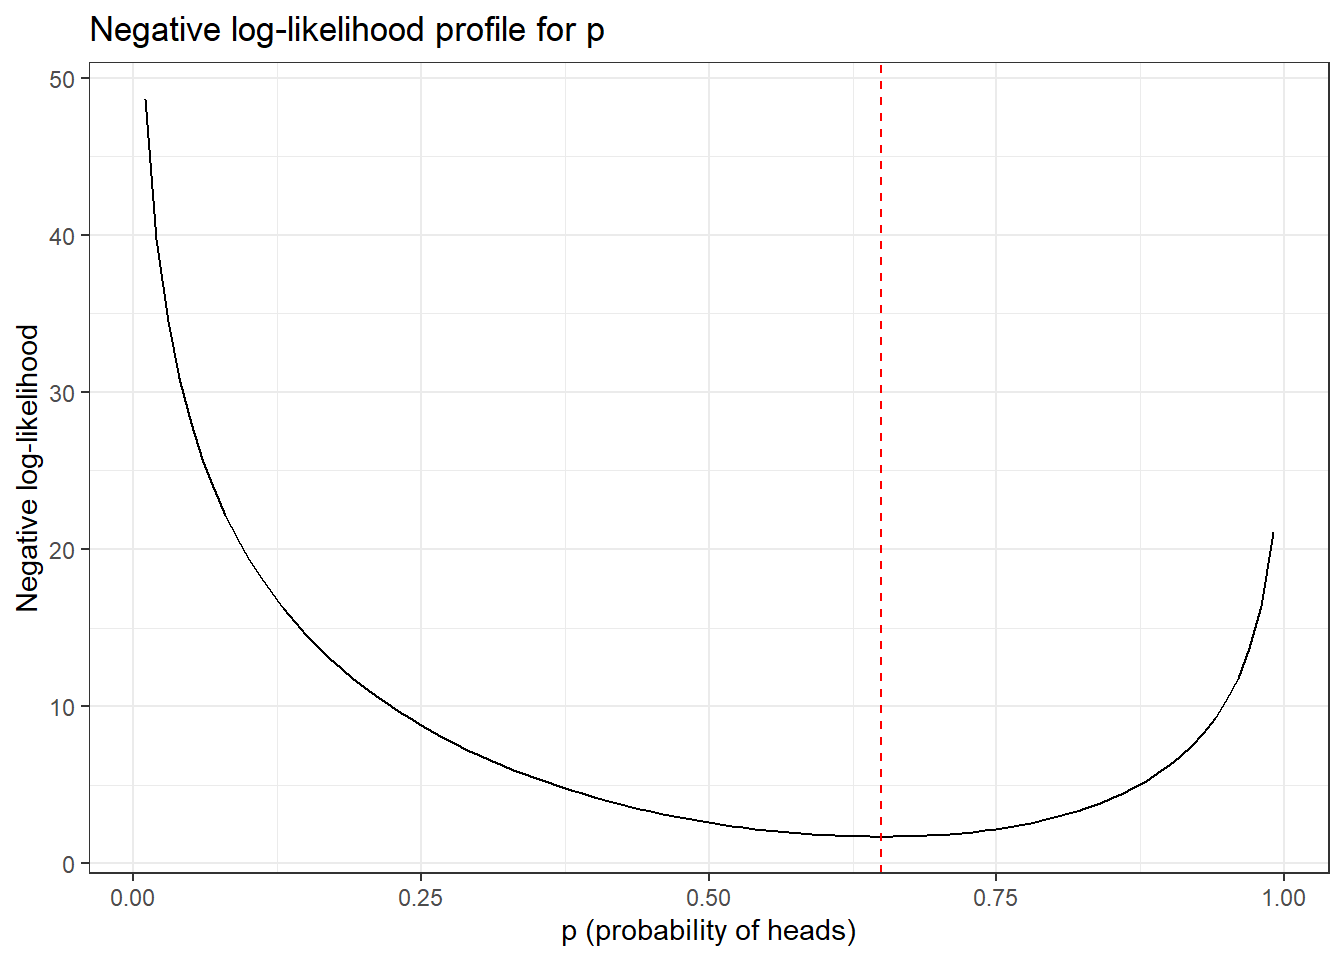 Negative log-likelihood profile for p
50
40
30
20
10
0
Negative log-likelihood
0.00 0.25 0.50 0.75 1.00
p (probability of heads)